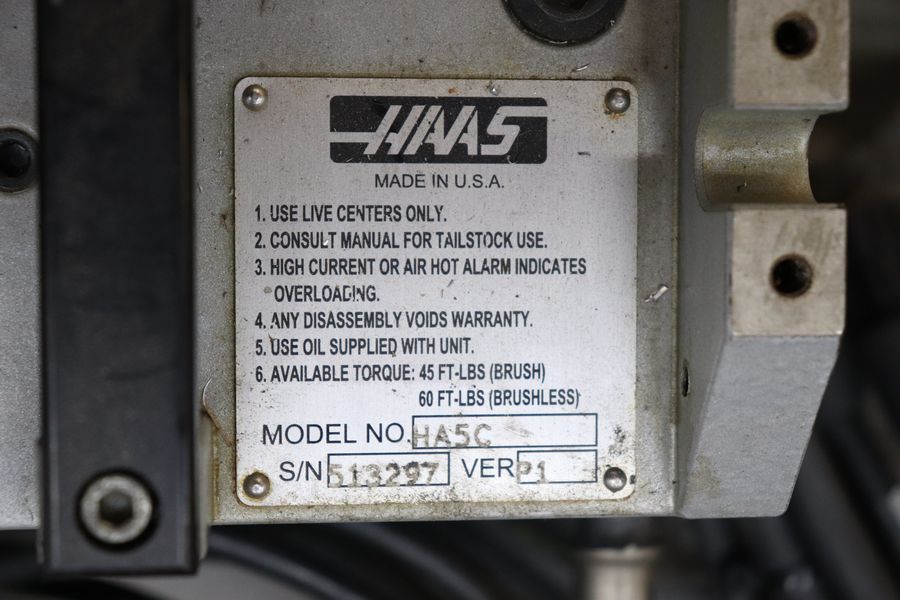 HAAS
MADE IN U.S.A.
1. USE LIVE CENTERS ONLY.
2. CONSULT MANUAL FOR TAILSTOCK USE.
3. HIGH CURRENT OR AIR HOT ALARM INDICATES
OVERLOADING.
4. ANY DISASSEMBLY VOIDS WARRANTY.
5. USE OIL SUPPLIED WITH UNIT.
6. AVAILABLE TORQUE: 45 FT-LBS (BRUSH)
60 FT-LBS (BRUSHLESS)
MODEL NO. HA5C
S/N 513297 VER P1